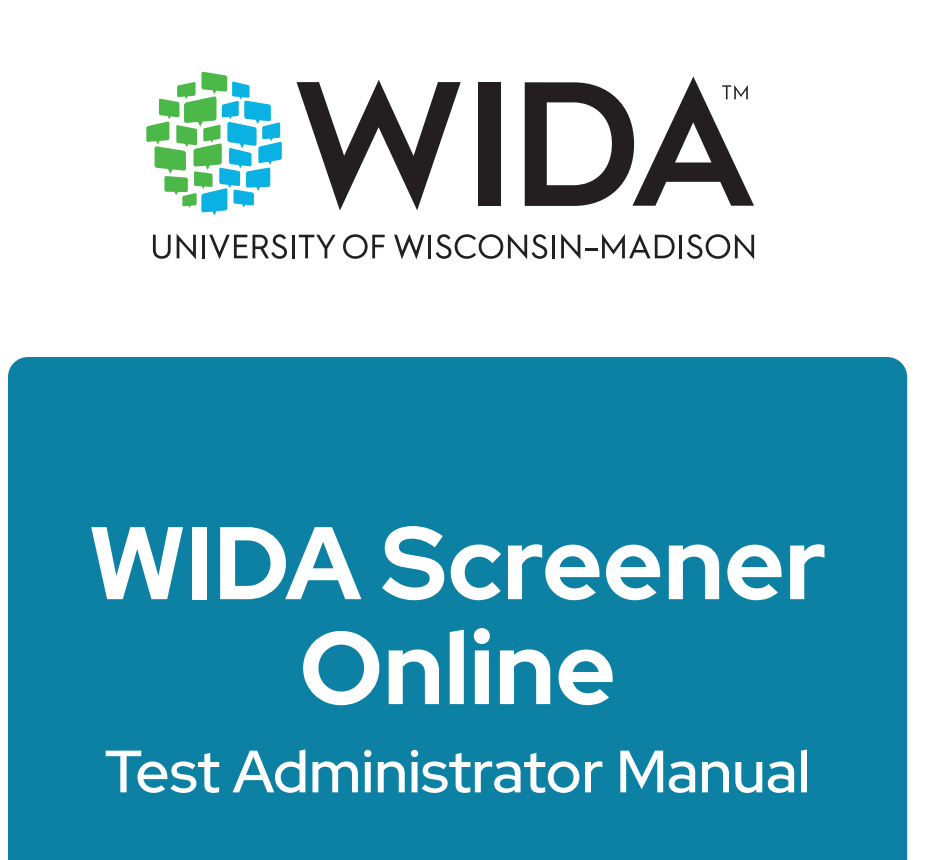 WIDA™
UNIVERSITY OF WISCONSIN–MADISON
WIDA Screener
Online
Test Administrator Manual